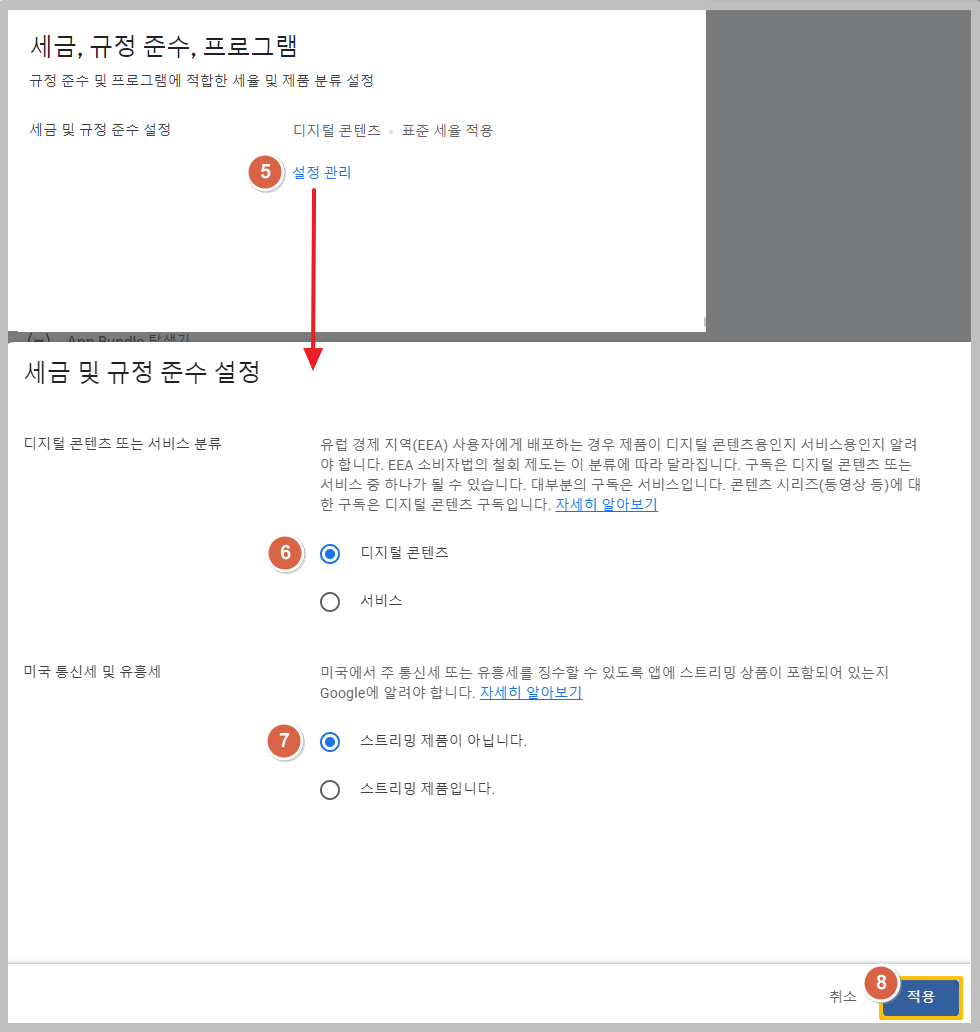 세금, 규정 준수, 프로그램
규정 준수 및 프로그램에 적합한 세율 및 제품 분류 설정
세금 및 규정 준수 설정
디지털 콘텐츠 • 표준 세율 적용
5
설정 관리
App Bundle 탐색기
세금 및 규정 준수 설정
디지털 콘텐츠 또는 서비스 분류
유럽 경제 지역(EEA) 사용자에게 배포하는 경우 제품이 디지털 콘텐츠용인지 서비스용인지 알려
야 합니다. EEA 소비자법의 철회 제도는 이 분류에 따라 달라집니다. 구독은 디지털 콘텐츠 또는
서비스 중 하나가 될 수 있습니다. 대부분의 구독은 서비스입니다. 콘텐츠 시리즈(동영상 등)에 대
한 구독은 디지털 콘텐츠 구독입니다. 자세히 알아보기
6
디지털 콘텐츠
서비스
미국 통신세 및 유흥세
미국에서 주 통신세 또는 유흥세를 징수할 수 있도록 앱에 스트리밍 상품이 포함되어 있는지
Google에 알려야 합니다. 자세히 알아보기
7
스트리밍 제품이 아닙니다.
스트리밍 제품입니다.
취소
8
적용